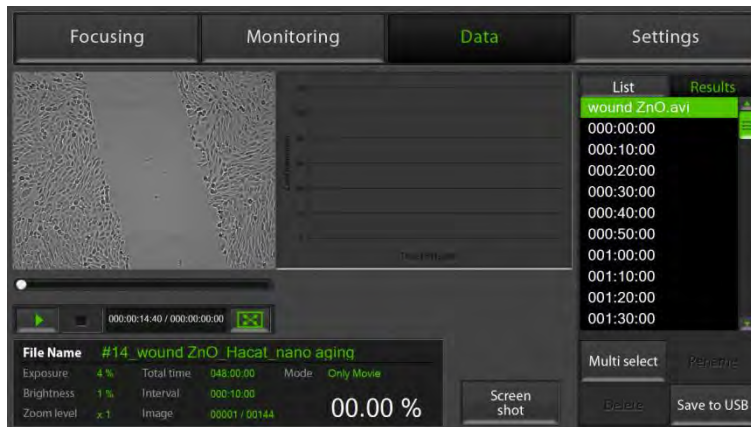 Focusing Monitoring Data Settings
List Results
wound ZnO.avi
000:00:00
000:10:00
000:20:00
000:30:00
000:40:00
000:50:00
001:00:00
001:10:00
001:20:00
001:30:00
000:00:14:40 / 000:00:00:00
File Name #14_wound ZnO_Hacat_nano aging
Exposure 4 % Total time 048:00:00 Mode Only Movie
Brightness 1 % Interval 000:10:00
Zoom level x 1 Image 00001 / 00144
00.00 %
Screen
shot
Multi select Rename
Delete Save to USB